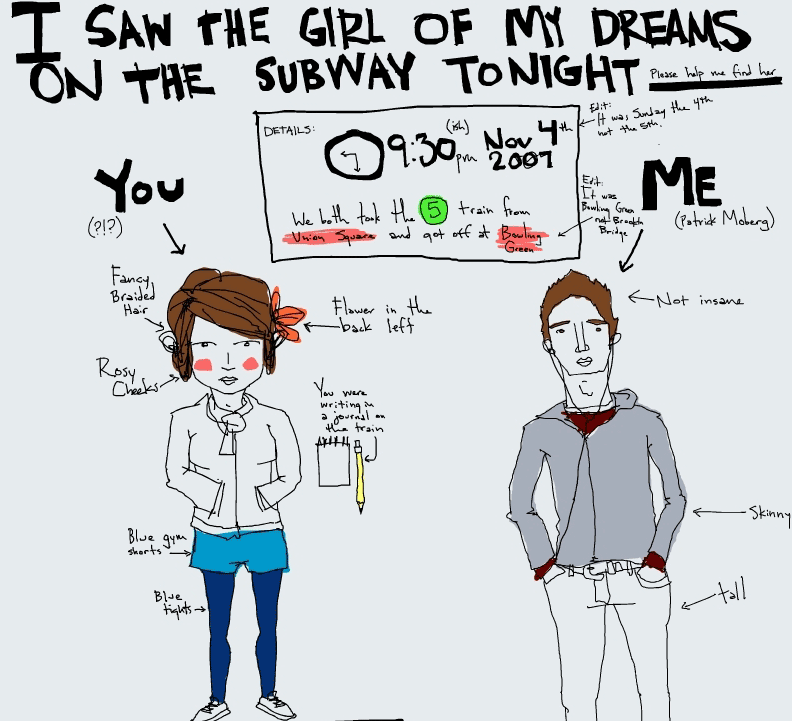 I SAW THE GIRL OF MY DREAMS
ON THE SUBWAY TONIGHT
Please help me find her
DETAILS:
9:30 pm
(ish)
Nov 4th
2007
We both took the 5 train from
Union Square and got off at Bowling
Green
Edit:
It was Sunday the 4th
not the 5th.
Edit:
It was
Bowling Green
not Brooklyn
Bridge
YOU
(?!?)
ME
(Patrick Moberg)
Fancy
Braided
Hair
Flower in the
back left
Rosy
Cheeks
You were
writing in
a journal on
the train
Blue gym
shorts
Blue
tights
Not insane
Skinny
tall